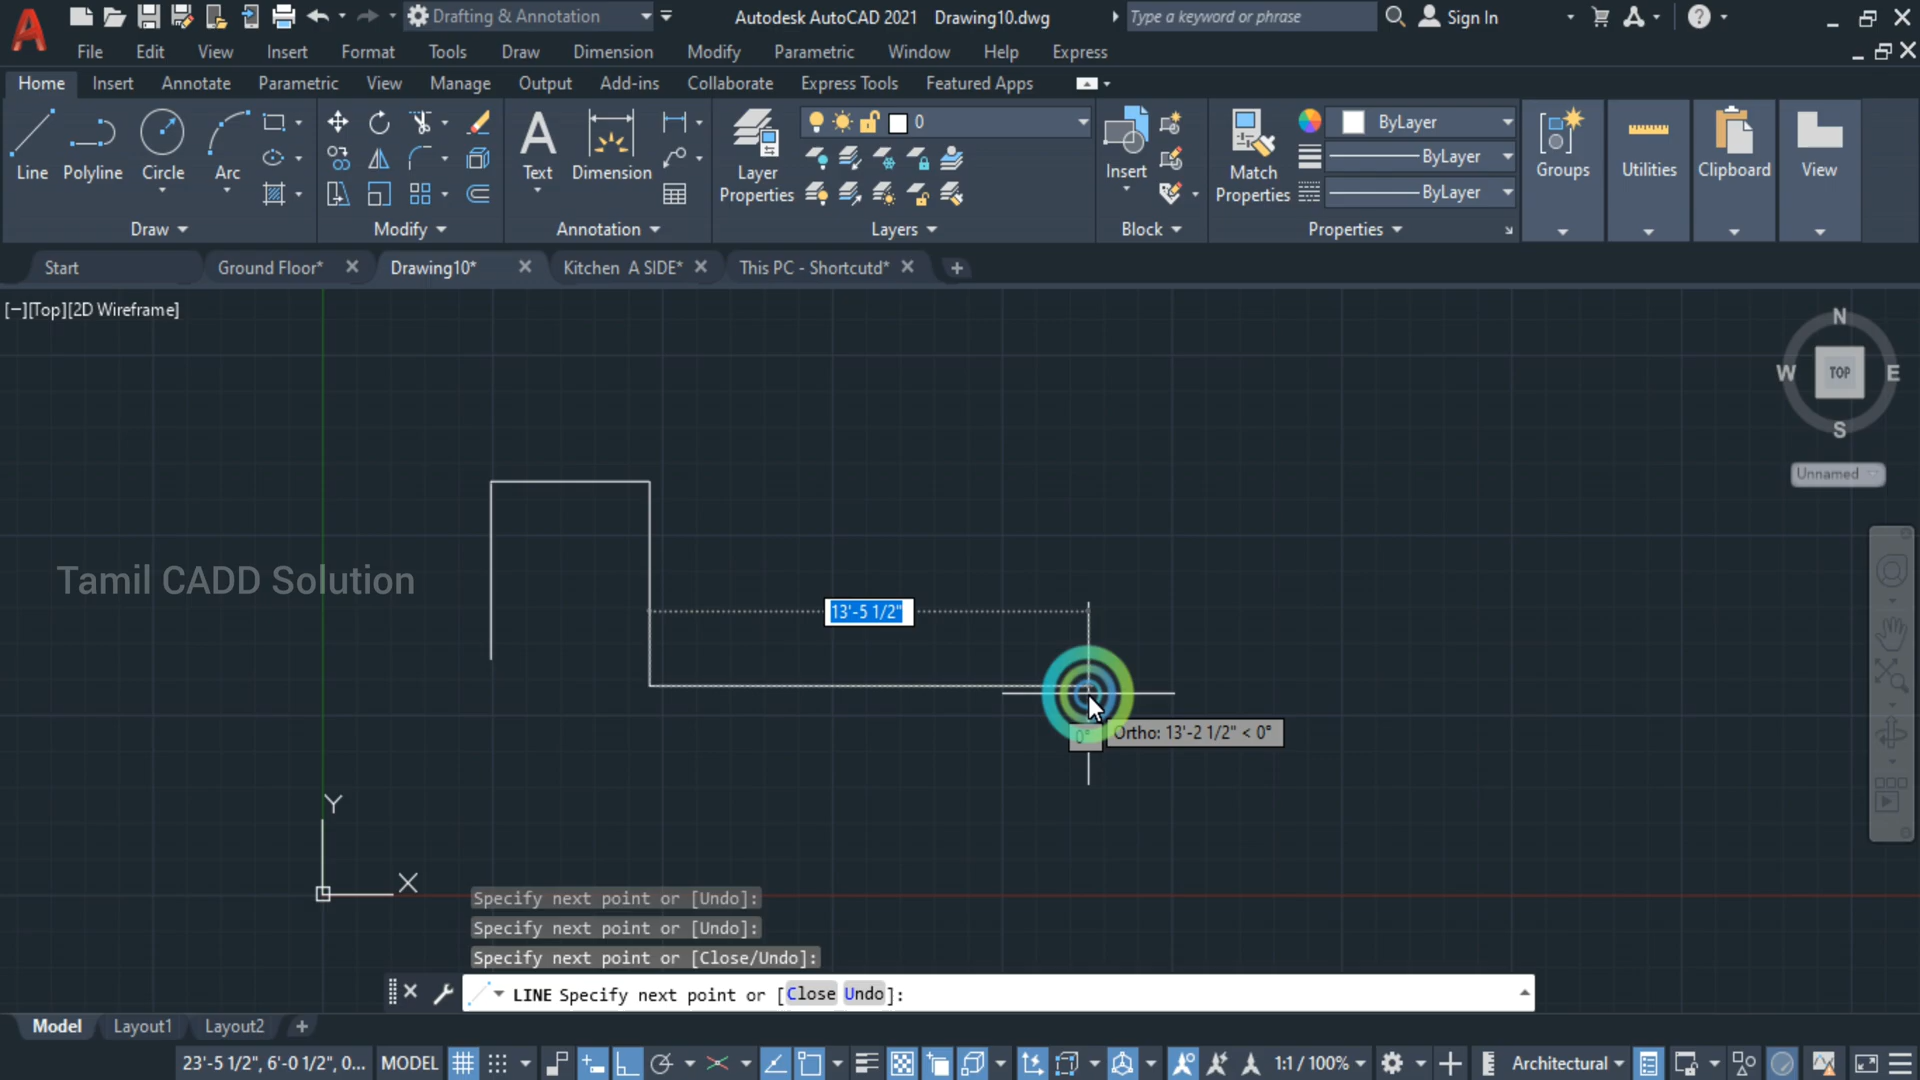 Drafting & Annotation
Autodesk AutoCAD 2021 Drawing10.dwg
Type a keyword or phrase
Sign In
File Edit View Insert Format Tools Draw Dimension Modify Parametric Window Help Express
Home Insert Annotate Parametric View Manage Output Add-ins Collaborate Express Tools Featured Apps
0
ByLayer
ByLayer
ByLayer
Line Polyline Circle Arc
Text Dimension
Layer Properties
Insert
Match Properties
Groups Utilities Clipboard View
Draw Modify Annotation Layers Block Properties
Start Ground Floor* Drawing10* Kitchen A SIDE* This PC - Shortcutd*
[−][Top][2D Wireframe]
N
W TOP E
S
Unnamed
Tamil CADD Solution
13'-5 1/2"
0°
Ortho: 13'-2 1/2" < 0°
Y
X
Specify next point or [Undo]:
Specify next point or [Undo]:
Specify next point or [Close/Undo]:
LINE Specify next point or [Close Undo]:
Model Layout1 Layout2
23'-5 1/2", 6'-0 1/2", 0... MODEL 1:1 / 100% Architectural